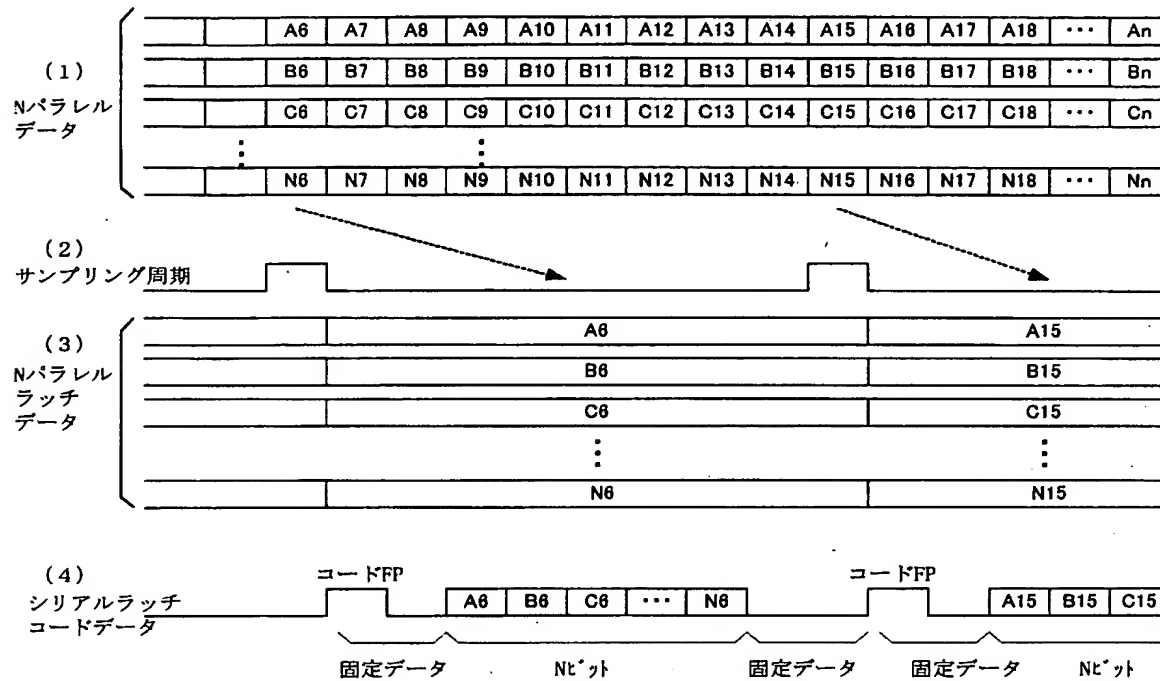 A6 A7 A8 A9 A10 A11 A12 A13 A14 A15 A16 A17 A18 ··· An
(1)
B6 B7 B8 B9 B10 B11 B12 B13 B14 B15 B16 B17 B18 ··· Bn
Nパラレル
データ
C6 C7 C8 C9 C10 C11 C12 C13 C14 C15 C16 C17 C18 ··· Cn
N6 N7 N8 N9 N10 N11 N12 N13 N14 N15 N16 N17 N18 ··· Nn
(2)
サンプリング周期
(3)
Nパラレル
ラッチ
データ
A6 A15
B6 B15
C6 C15
N6 N15
(4)
シリアルラッチ
コードデータ
コードFP コードFP
A6 B6 C6 ··· N6 A15 B15 C15
固定データ Nビット 固定データ 固定データ Nビット